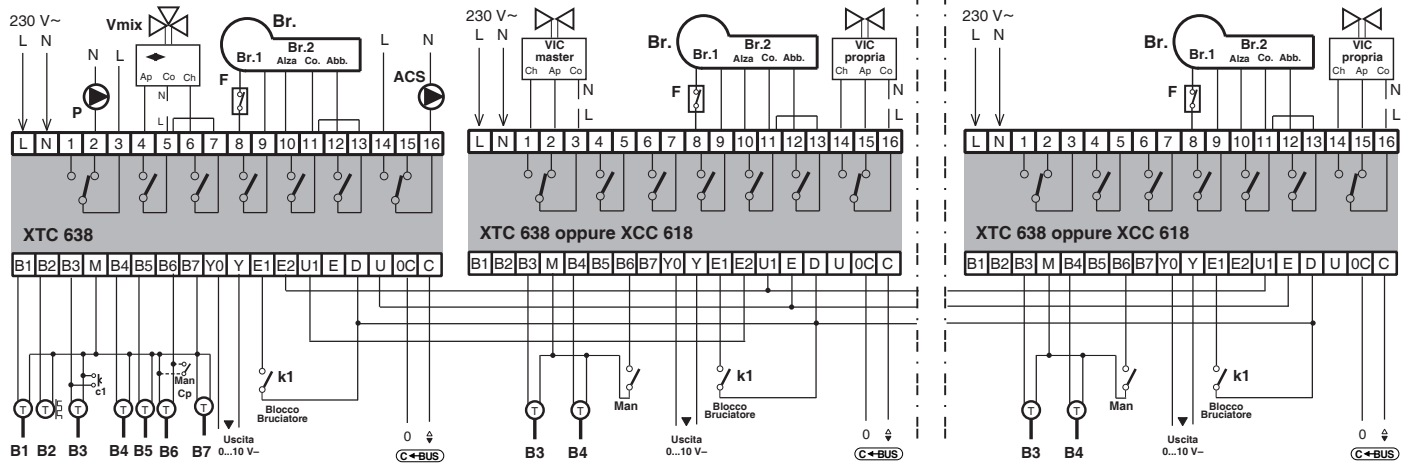 230 V~
L N
Vmix
N L
P
Ap Co Ch
N
L
Br.
Br.1
Br.2
Alza Co. Abb.
F
L N
ACS
L N 1 2 3 4 5 6 7 8 9 10 11 12 13 14 15 16
XTC 638
B1 B2 B3 M B4 B5 B6 B7 Y0 Y E1 E2 U1 E D U 0C C
k
c1
Man
Cp
k1
Blocco
Bruciatore
T T T T T T T
B1 B2 B3 B4 B5 B6 B7
Uscita
0...10 V–
0
C BUS
230 V~
L N
VIC
master
Ch Ap Co
N
L
Br.
Br.1
Br.2
Alza Co. Abb.
F
VIC
propria
Ch Ap Co
N
L
L N 1 2 3 4 5 6 7 8 9 10 11 12 13 14 15 16
XTC 638 oppure XCC 618
B1 B2 B3 M B4 B5 B6 B7 Y0 Y E1 E2 U1 E D U 0C C
Man
k1
Blocco
Bruciatore
T T
B3 B4
Uscita
0...10 V–
0
C BUS
230 V~
L N
Br.
Br.1
Br.2
Alza Co. Abb.
F
VIC
propria
Ch Ap Co
N
L
L N 1 2 3 4 5 6 7 8 9 10 11 12 13 14 15 16
XTC 638 oppure XCC 618
B1 B2 B3 M B4 B5 B6 B7 Y0 Y E1 E2 U1 E D U 0C C
Man
k1
Blocco
Bruciatore
T T
B3 B4
Uscita
0...10 V–
0
C BUS